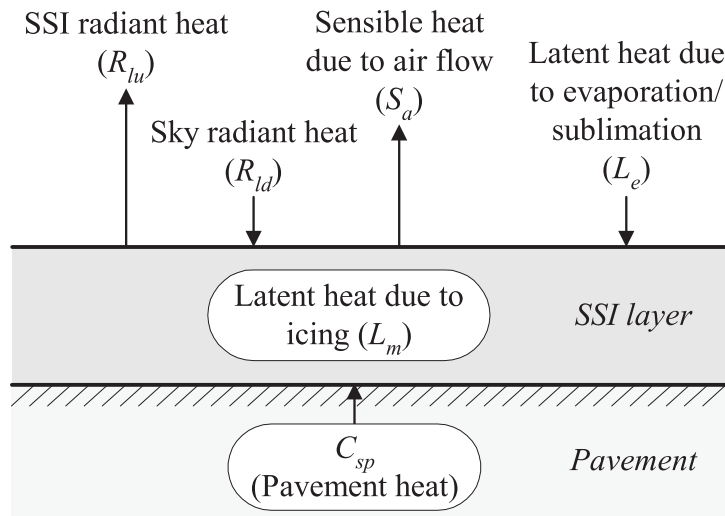 SSI radiant heat
(R_lu)
Sky radiant heat
(R_ld)
Sensible heat
due to air flow
(S_a)
Latent heat due
to evaporation/
sublimation
(L_e)
Latent heat due to
icing (L_m)
SSI layer
C_sp
(Pavement heat)
Pavement